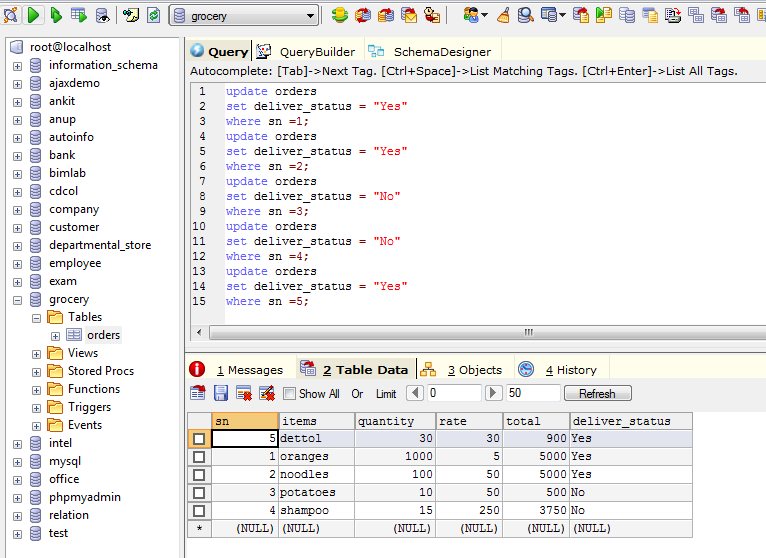 grocery
root@localhost
information_schema
ajaxdemo
ankit
anup
autoinfo
bank
bimlab
cdcol
company
customer
departmental_store
employee
exam
grocery
Tables
orders
Views
Stored Procs
Functions
Triggers
Events
intel
mysql
office
phpmyadmin
relation
test
Query QueryBuilder SchemaDesigner
Autocomplete: [Tab]->Next Tag. [Ctrl+Space]->List Matching Tags. [Ctrl+Enter]->List All Tags.
1 update orders
2 set deliver_status = "Yes"
3 where sn =1;
4 update orders
5 set deliver_status = "Yes"
6 where sn =2;
7 update orders
8 set deliver_status = "No"
9 where sn =3;
10 update orders
11 set deliver_status = "No"
12 where sn =4;
13 update orders
14 set deliver_status = "Yes"
15 where sn =5;
1 Messages 2 Table Data 3 Objects 4 History
Show All Or Limit 0 50 Refresh
sn items quantity rate total deliver_status
5 dettol 30 30 900 Yes
1 oranges 1000 5 5000 Yes
2 noodles 100 50 5000 Yes
3 potatoes 10 50 500 No
4 shampoo 15 250 3750 No
* (NULL) (NULL) (NULL) (NULL) (NULL) (NULL)